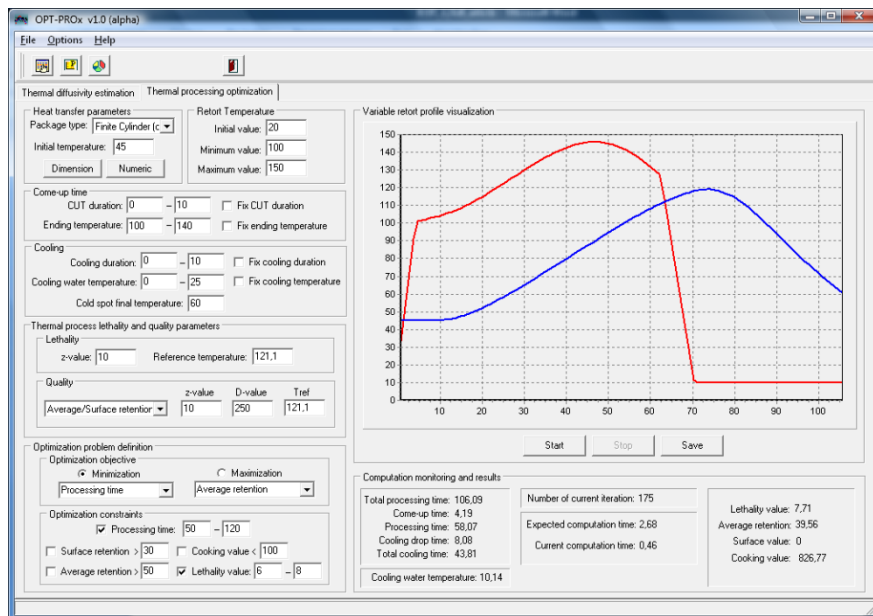 OPT-PROx v1.0 (alpha)
File Options Help
Thermal diffusivity estimation
Thermal processing optimization
Heat transfer parameters
Package type: Finite Cylinder (c
Initial temperature: 45
Dimension Numeric
Retort Temperature
Initial value: 20
Minimum value: 100
Maximum value: 150
Come-up time
CUT duration: 0 – 10 Fix CUT duration
Ending temperature: 100 – 140 Fix ending temperature
Cooling
Cooling duration: 0 – 10 Fix cooling duration
Cooling water temperature: 0 – 25 Fix cooling temperature
Cold spot final temperature: 60
Thermal process lethality and quality parameters
Lethality
z-value: 10 Reference temperature: 121,1
Quality
z-value D-value Tref
Average/Surface retention 10 250 121,1
Optimization problem definition
Optimization objective
Minimization Maximization
Processing time Average retention
Optimization constraints
Processing time: 50 – 120
Surface retention > 30 Cooking value < 100
Average retention > 50 Lethality value: 6 – 8
Variable retort profile visualization
150
140
130
120
110
100
90
80
70
60
50
40
30
20
10
0
10 20 30 40 50 60 70 80 90 100
Start Stop Save
Computation monitoring and results
Total processing time: 106,09
Come-up time: 4,19
Processing time: 58,07
Cooling drop time: 8,08
Total cooling time: 43,81
Cooling water temperature: 10,14
Number of current iteration: 175
Expected computation time: 2,68
Current computation time: 0,46
Lethality value: 7,71
Average retention: 39,56
Surface value: 0
Cooking value: 826,77